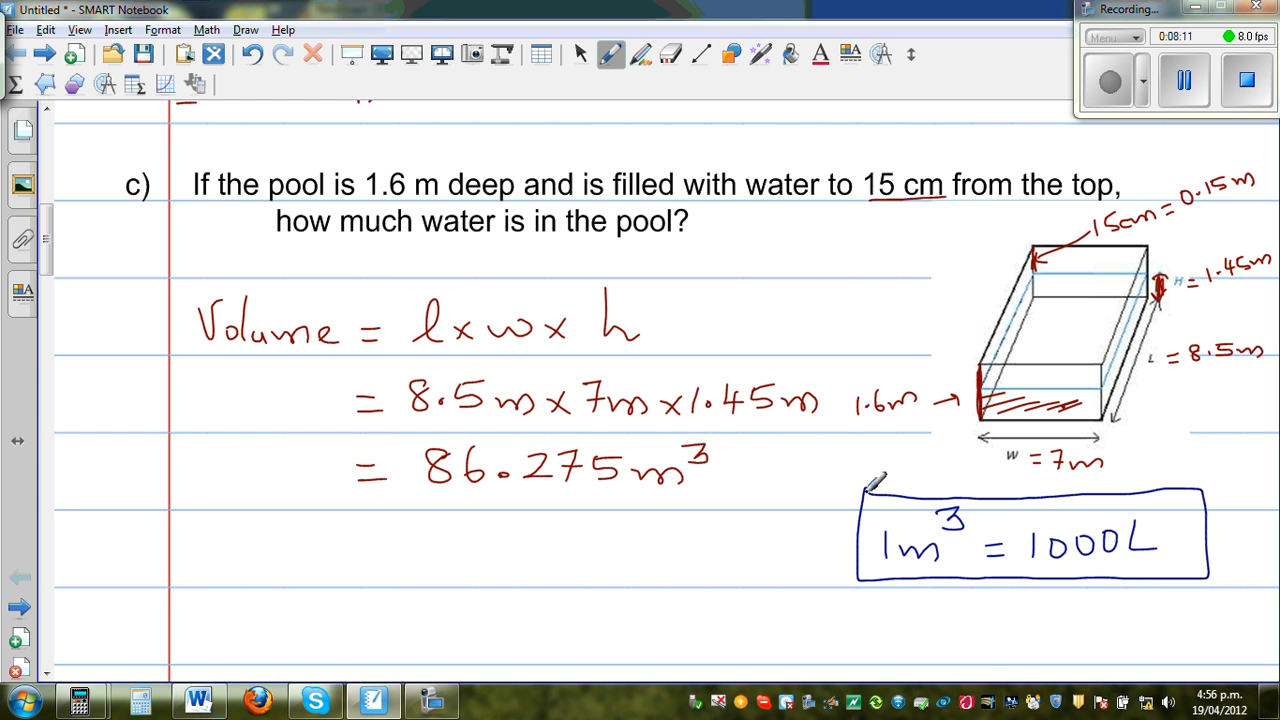 Untitled * - SMART Notebook
Recording...
File Edit View Insert Format Math Draw Help
Menu
0:08:11
8.0 fps
c) If the pool is 1.6 m deep and is filled with water to 15 cm from the top,
how much water is in the pool?
15cm = 0.15m
H = 1.45m
Volume = l x w x h
L = 8.5m
= 8.5m x 7m x 1.45m
1.6m →
= 86.275m³
W = 7m
1m³ = 1000L
4:56 p.m.
19/04/2012